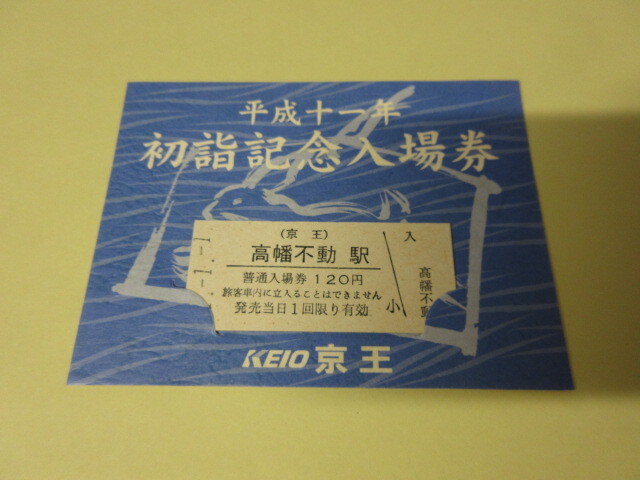 平成十一年
初詣記念入場券
-1.-1
(京 王)
高幡不動 駅
普通入場券 120円
旅客車内に立入ることはできません
発売当日1回限り有効
入
小
高幡不動
KEIO 京王